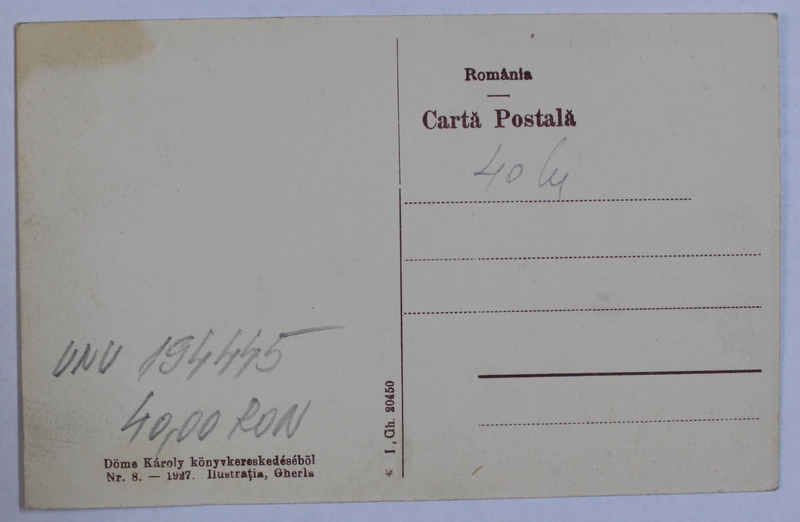 România
Cartă Postală
40 lei
UNU 194445
40,00 RON
Döme Károly könyvkereskedéséböl
Nr. 8. — 1927. Ilustrația, Gherla
* I, Gh. 20450